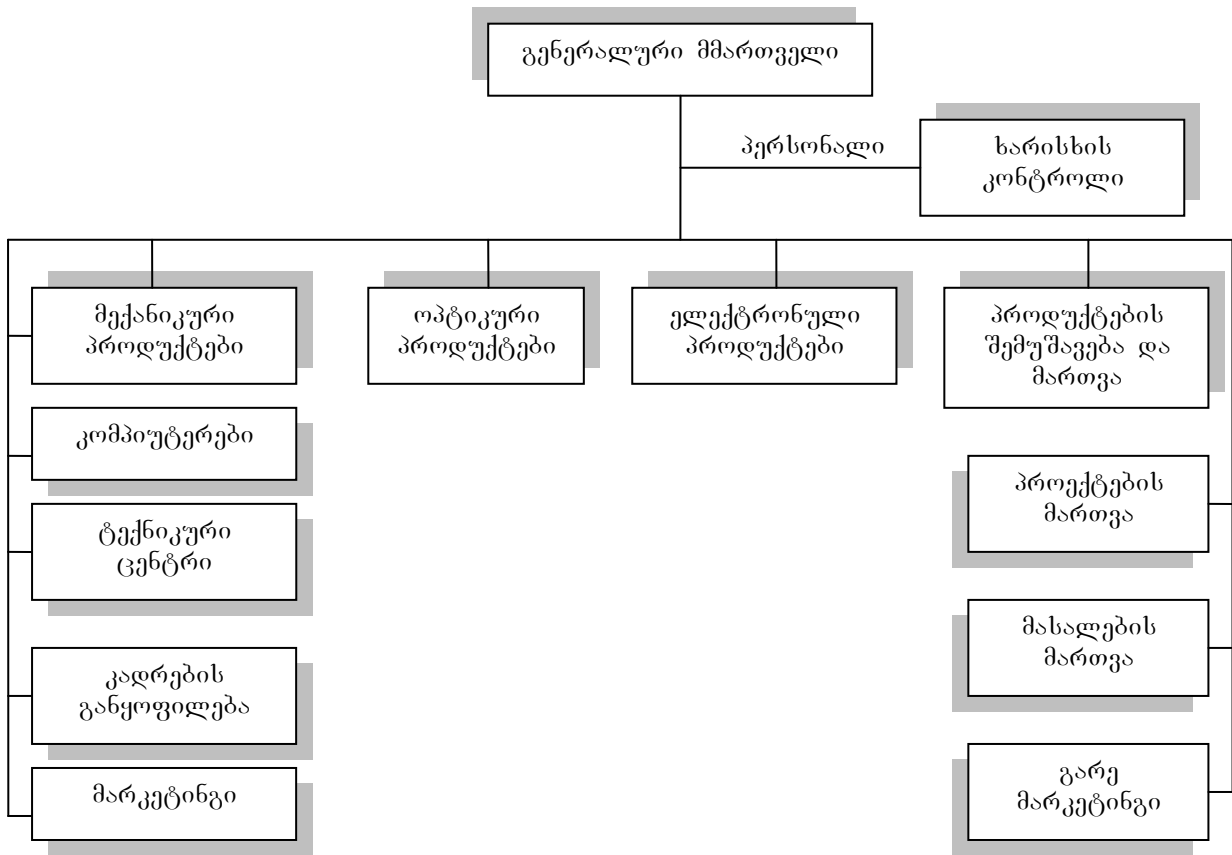 გენერალური მმართველი
პერსონალი
ხარისხის
კონტროლი
მექანიკური
პროდუქტები
ოპტიკური
პროდუქტები
ელექტრონული
პროდუქტები
პროდუქტების
შემუშავება და
მართვა
კომპიუტერები
ტექნიკური
ცენტრი
კადრების
განყოფილება
მარკეტინგი
პროექტების
მართვა
მასალების
მართვა
გარე
მარკეტინგი